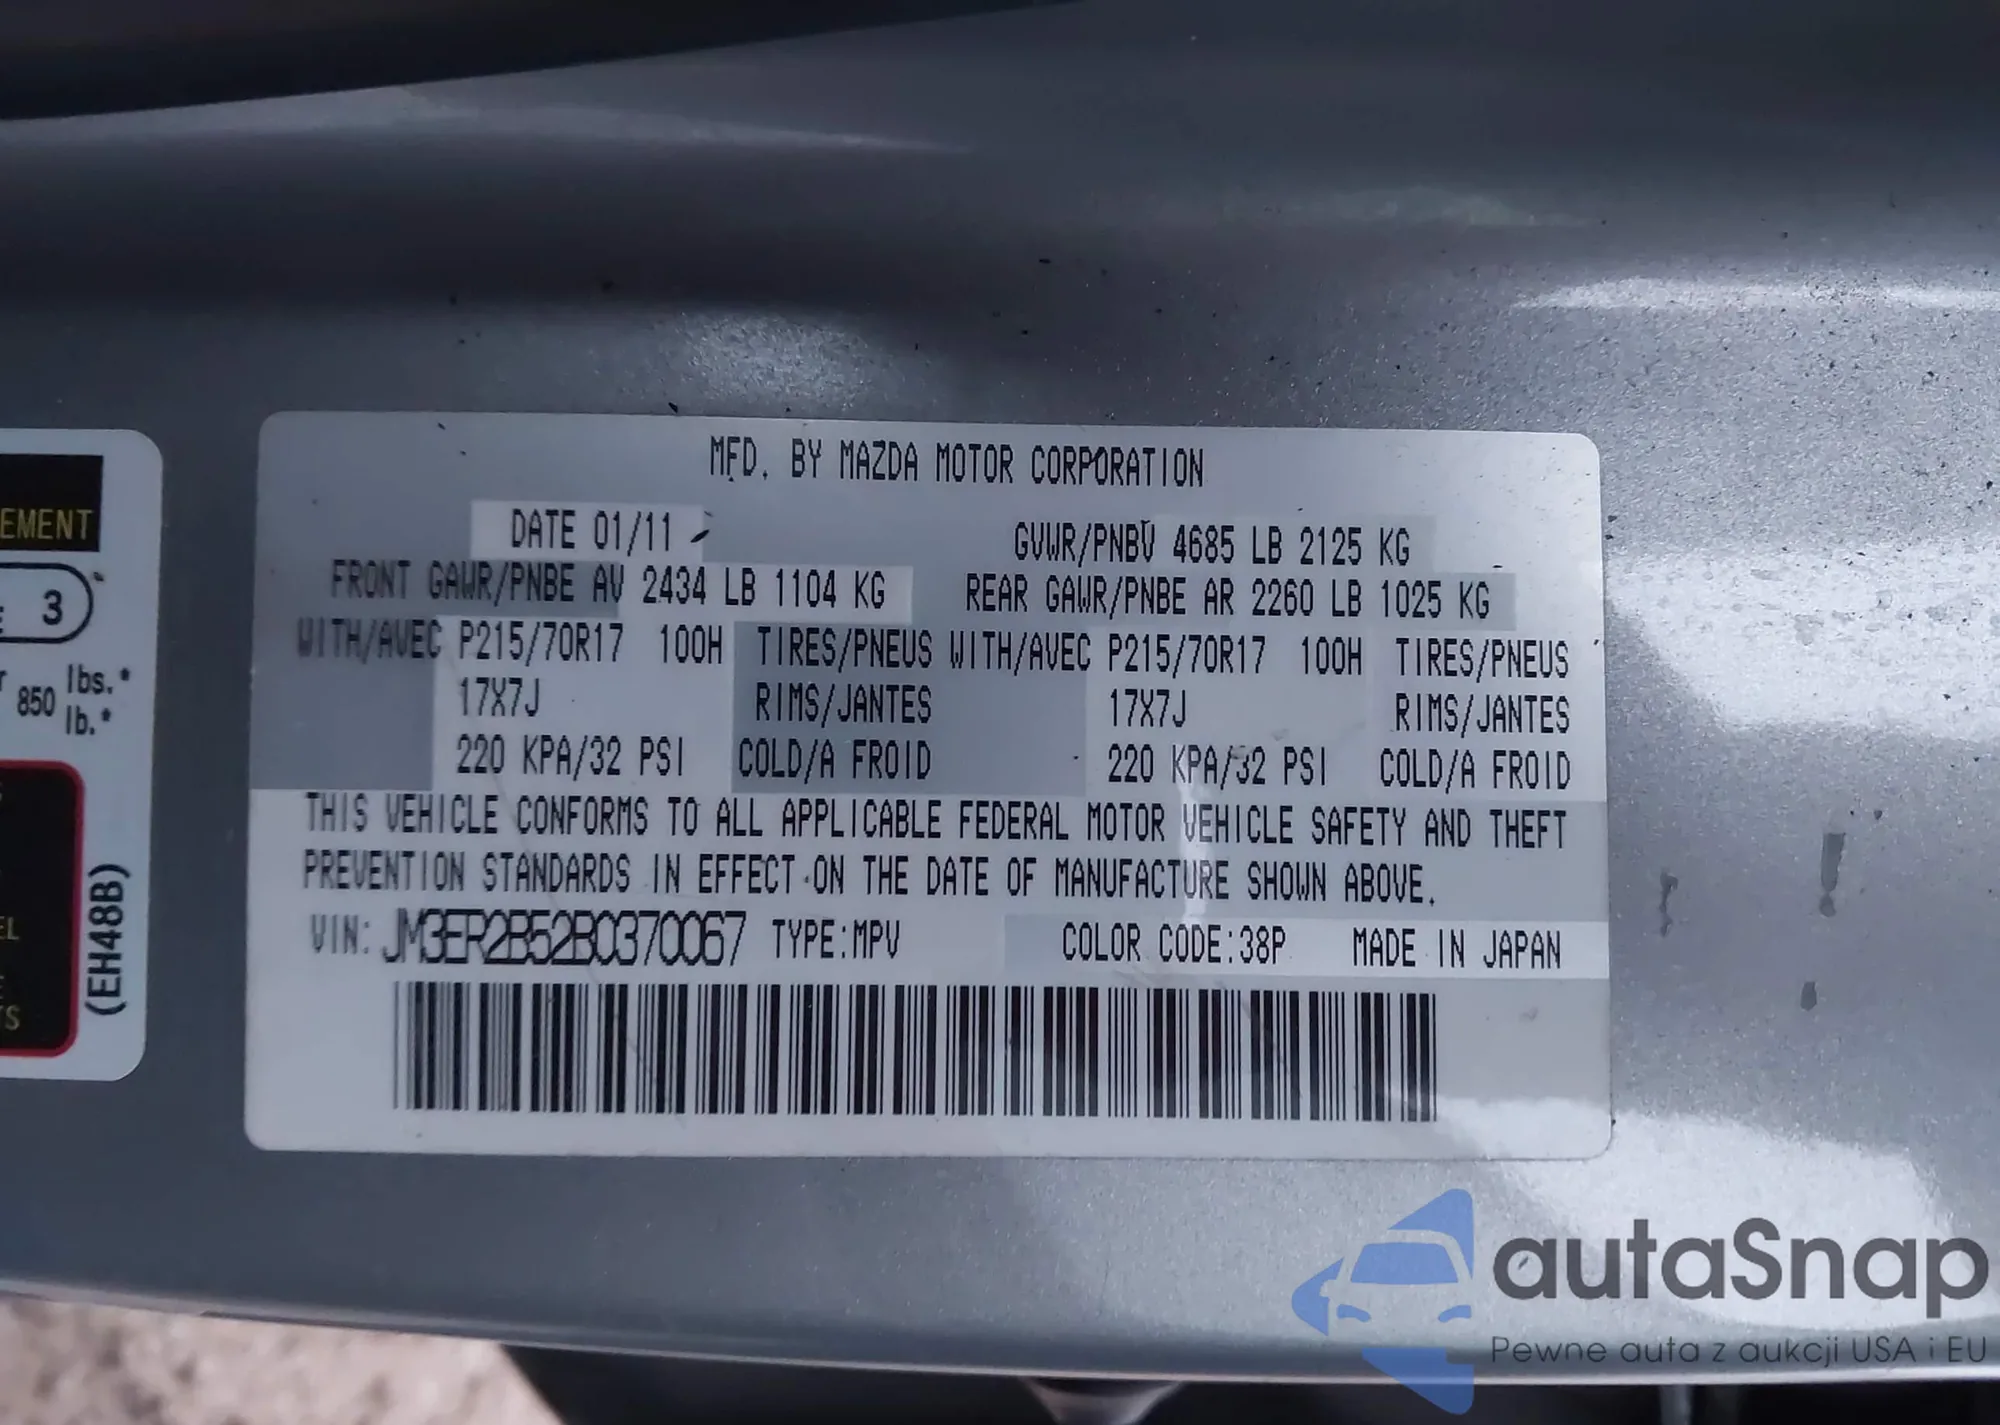 MFD. BY MAZDA MOTOR CORPORATION
DATE 01/11 GVWR/PNBV 4685 LB 2125 KG
FRONT GAWR/PNBE AV 2434 LB 1104 KG REAR GAWR/PNBE AR 2260 LB 1025 KG
WITH/AVEC P215/70R17 100H TIRES/PNEUS WITH/AVEC P215/70R17 100H TIRES/PNEUS
17X7J RIMS/JANTES 17X7J RIMS/JANTES
220 KPA/32 PSI COLD/A FROID 220 KPA/32 PSI COLD/A FROID
THIS VEHICLE CONFORMS TO ALL APPLICABLE FEDERAL MOTOR VEHICLE SAFETY AND THEFT
PREVENTION STANDARDS IN EFFECT ON THE DATE OF MANUFACTURE SHOWN ABOVE.
VIN: JM3ER2B52B0370067 TYPE:MPV COLOR CODE:38P MADE IN JAPAN
EMENT
3
850 lbs.*
lb.*
(EH48B)
autaSnap
Pewne auta z aukcji USA i EU